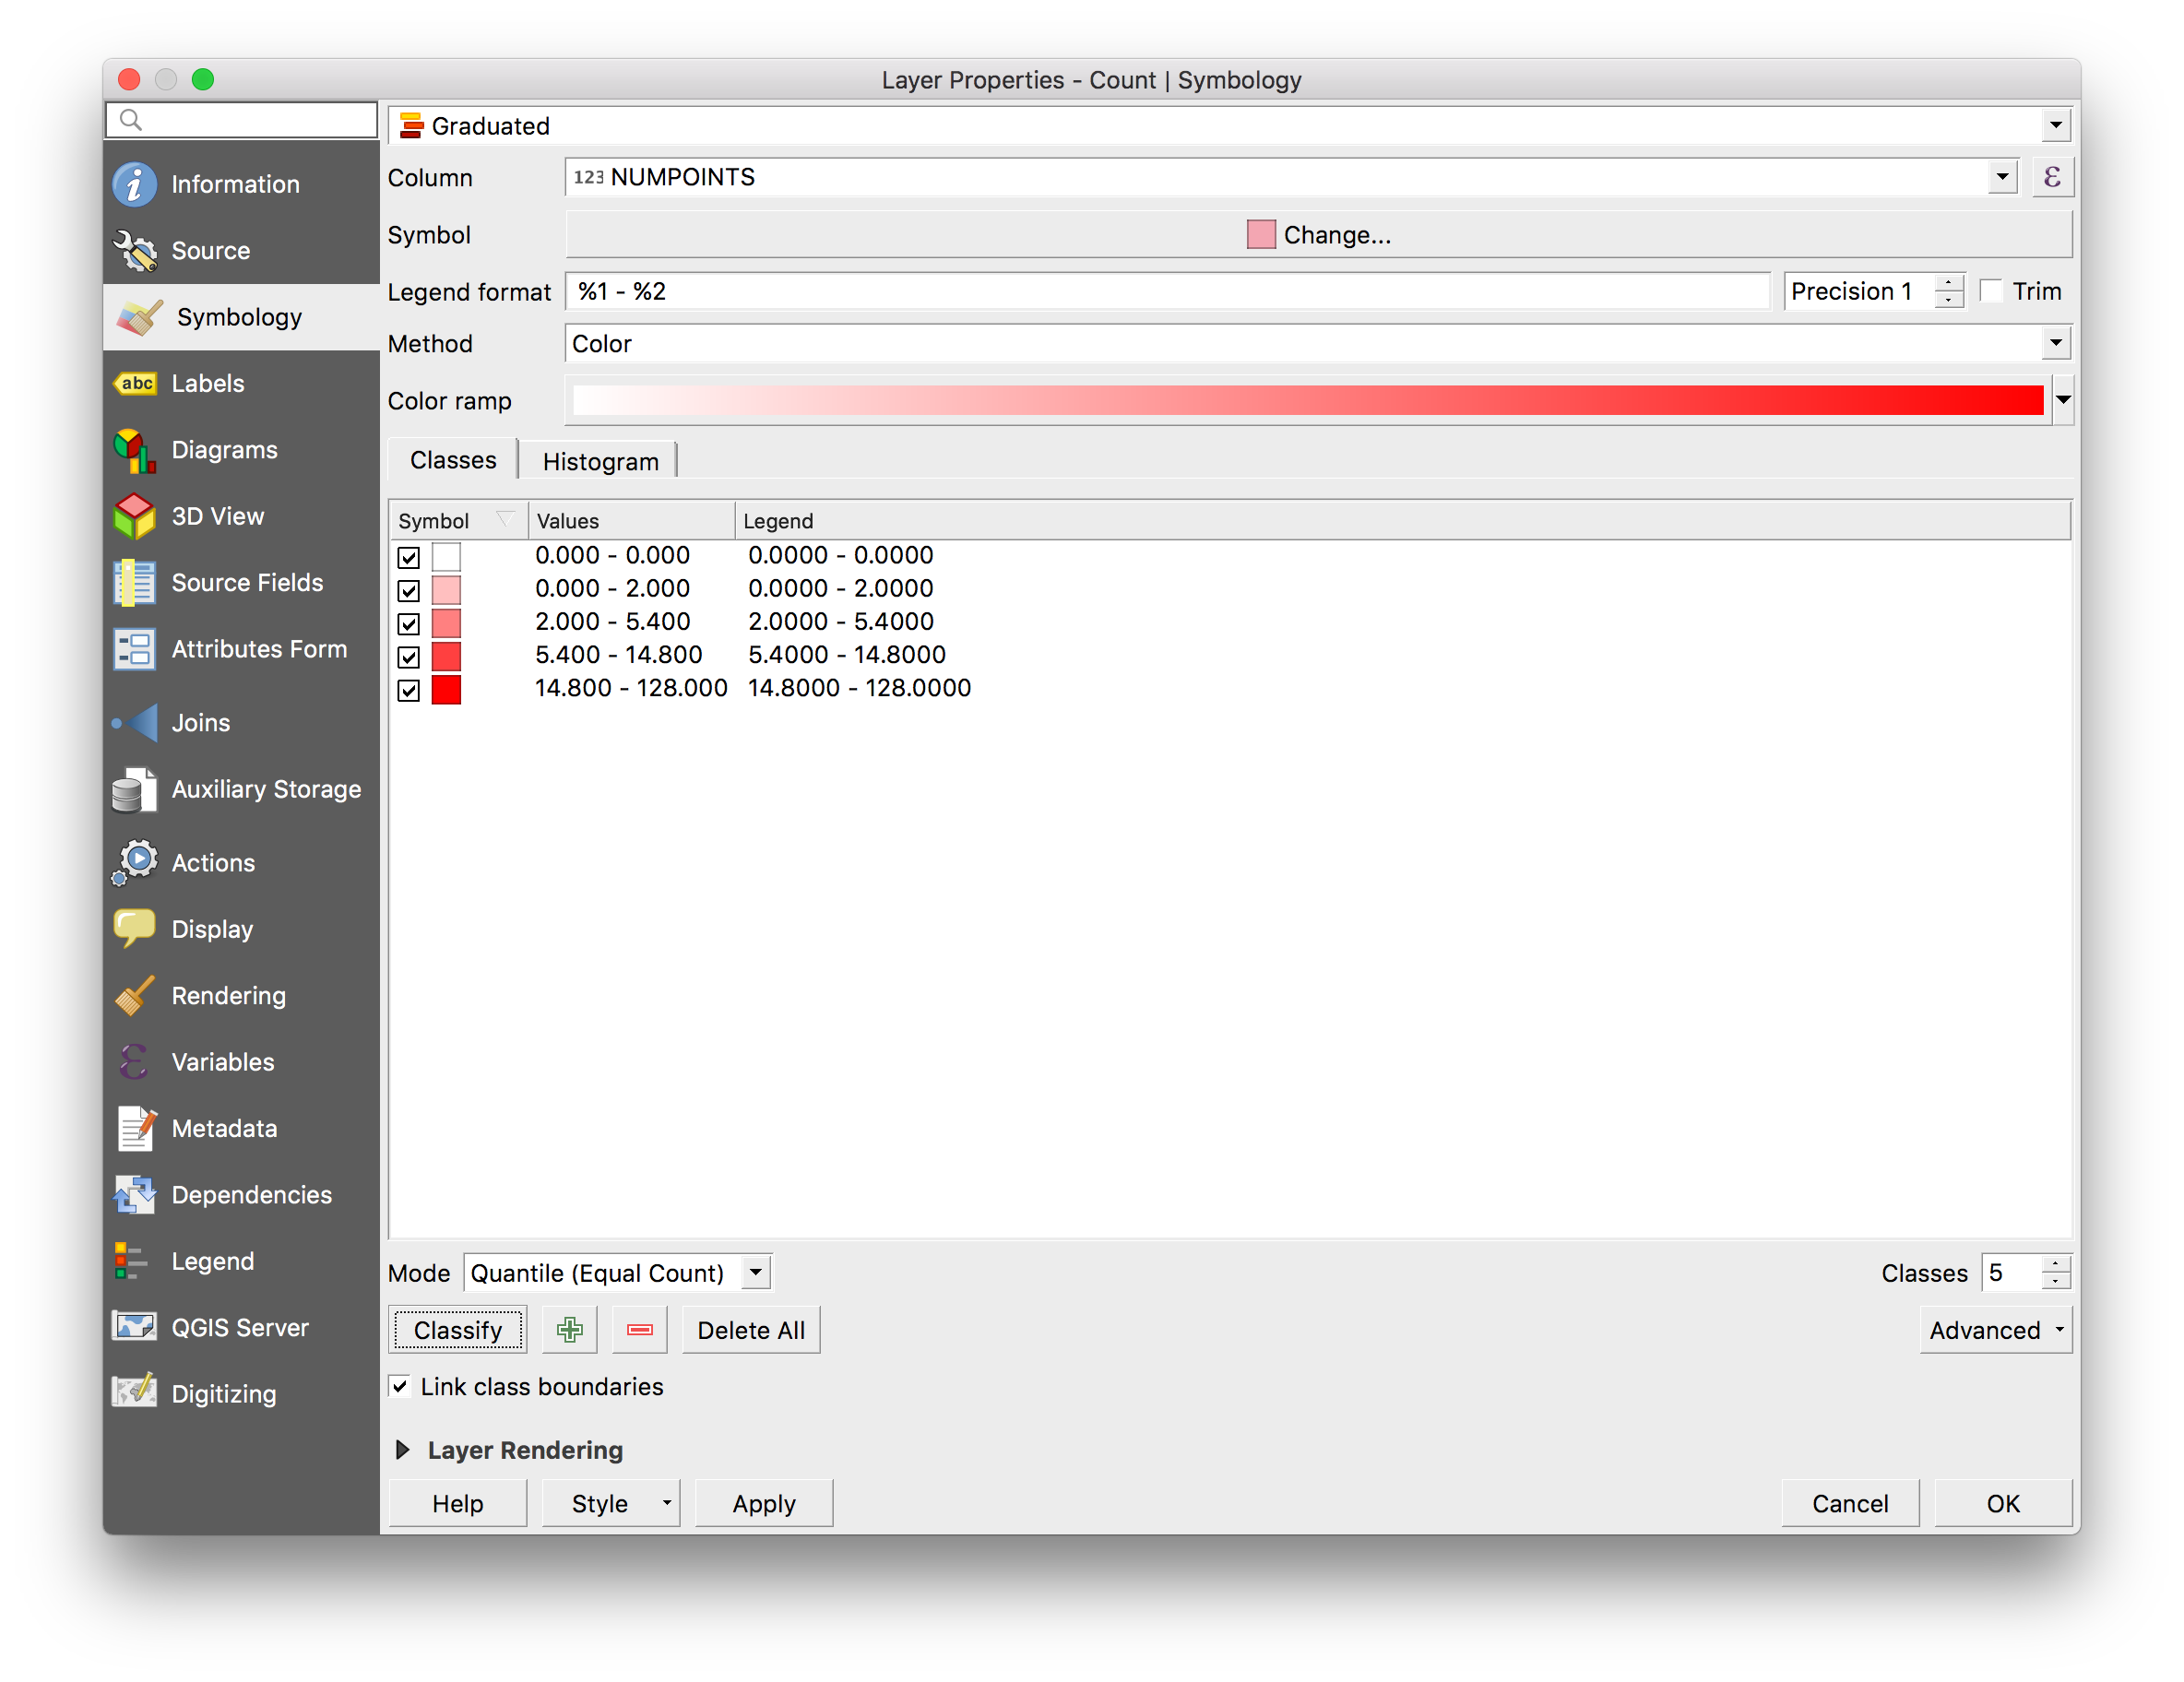 Layer Properties - Count | Symbology
Information
Source
Symbology
abc Labels
Diagrams
3D View
Source Fields
Attributes Form
Joins
Auxiliary Storage
Actions
Display
Rendering
Variables
Metadata
Dependencies
Legend
QGIS Server
Digitizing
Graduated
Column 123 NUMPOINTS ε
Symbol Change...
Legend format %1 - %2 Precision 1 Trim
Method Color
Color ramp
Classes Histogram
Symbol Values Legend
0.000 - 0.000 0.0000 - 0.0000
0.000 - 2.000 0.0000 - 2.0000
2.000 - 5.400 2.0000 - 5.4000
5.400 - 14.800 5.4000 - 14.8000
14.800 - 128.000 14.8000 - 128.0000
Mode Quantile (Equal Count) Classes 5
Classify Delete All Advanced
Link class boundaries
Layer Rendering
Help Style Apply Cancel OK